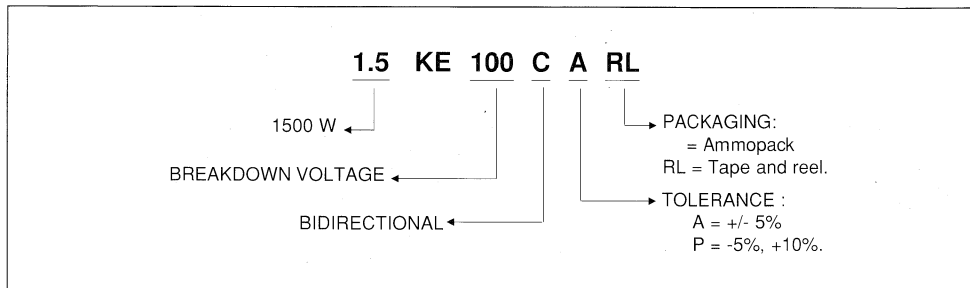 1.5 KE 100 C A RL
1500 W
BREAKDOWN VOLTAGE
BIDIRECTIONAL
PACKAGING:
= Ammopack
RL = Tape and reel.
TOLERANCE :
A = +/- 5%
P = -5%, +10%.